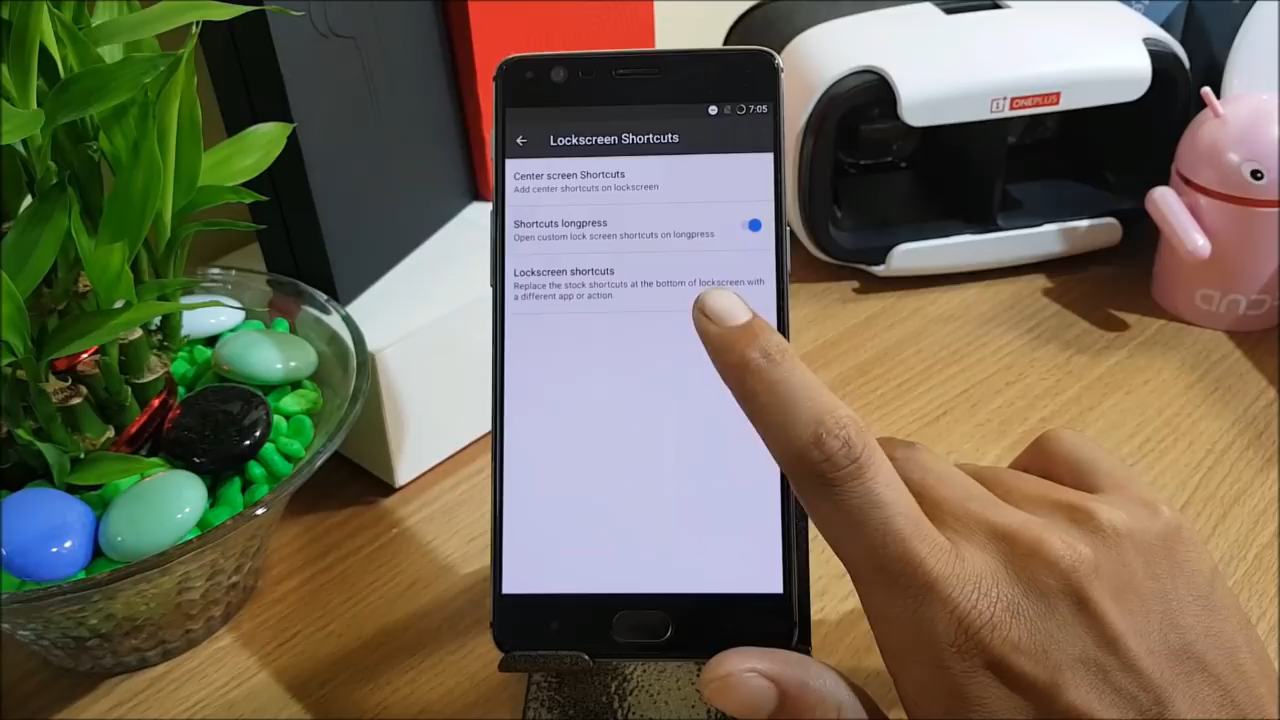 7:05
Lockscreen Shortcuts
Center screen Shortcuts
Add center shortcuts on lockscreen
Shortcuts longpress
Open custom lock screen shortcuts on longpress
Lockscreen shortcuts
Replace the stock shortcuts at the bottom of lockscreen with
a different app or action.
1+ ONEPLUS